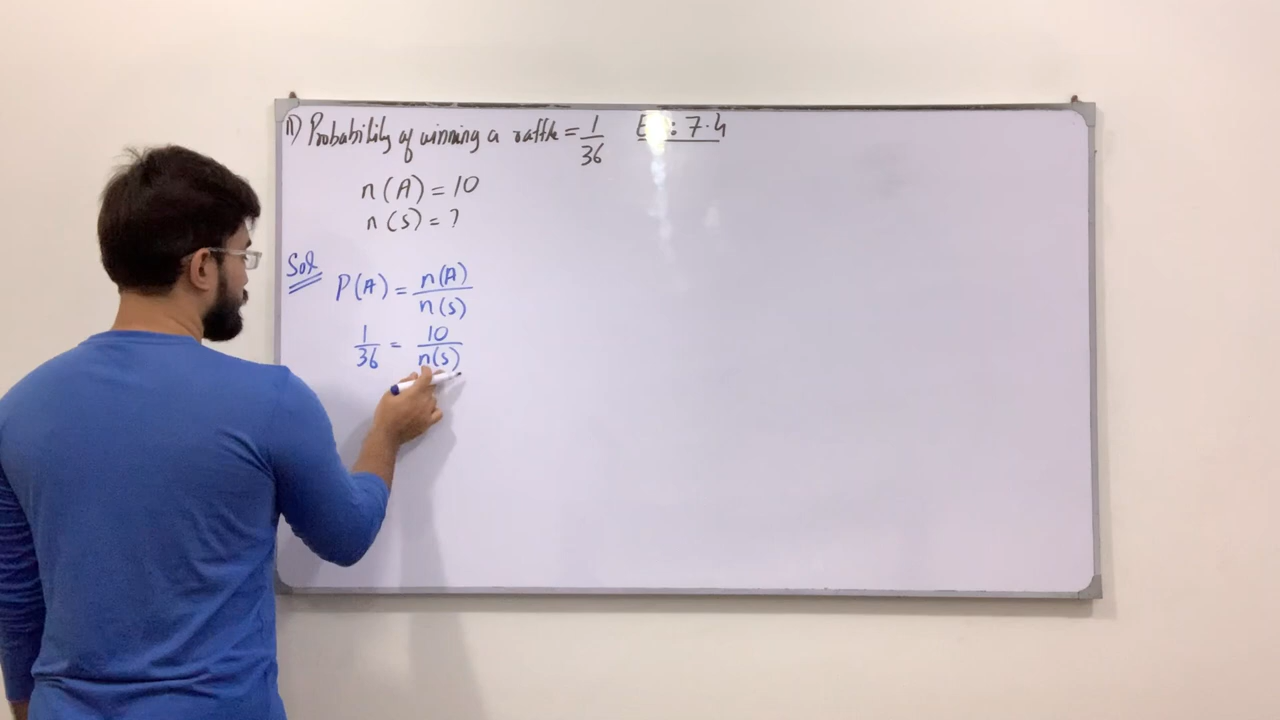 11) Probability of winning a raffle = 1/36 Ex: 7.4
n(A) = 10
n(S) = ?
Sol
P(A) = n(A)/n(S)
1/36 = 10/n(S)